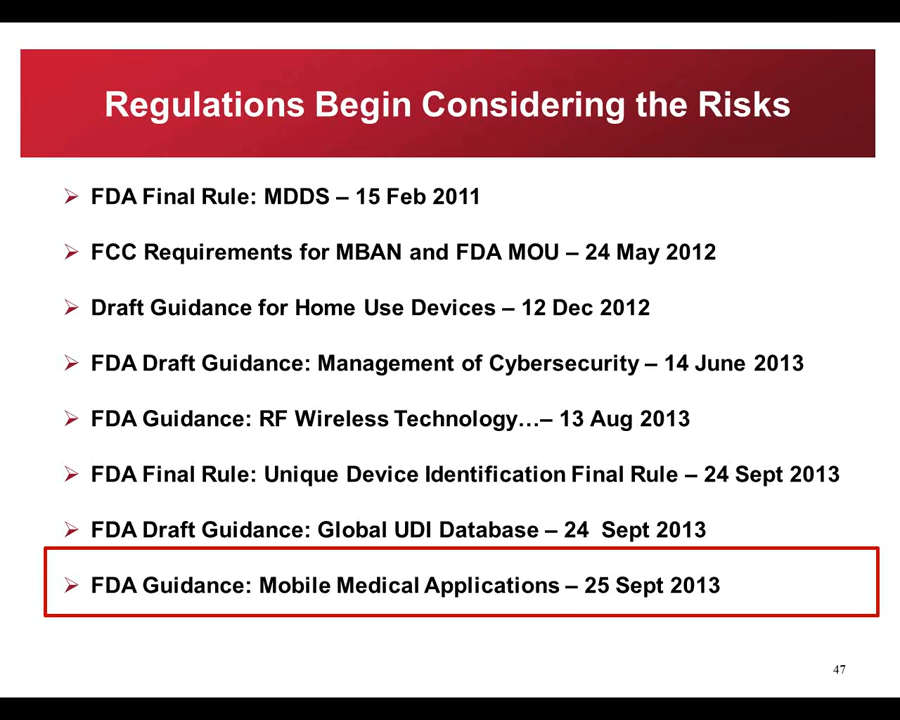 Regulations Begin Considering the Risks
FDA Final Rule: MDDS – 15 Feb 2011
FCC Requirements for MBAN and FDA MOU – 24 May 2012
Draft Guidance for Home Use Devices – 12 Dec 2012
FDA Draft Guidance: Management of Cybersecurity – 14 June 2013
FDA Guidance: RF Wireless Technology…– 13 Aug 2013
FDA Final Rule: Unique Device Identification Final Rule – 24 Sept 2013
FDA Draft Guidance: Global UDI Database – 24  Sept 2013
FDA Guidance: Mobile Medical Applications – 25 Sept 2013
47